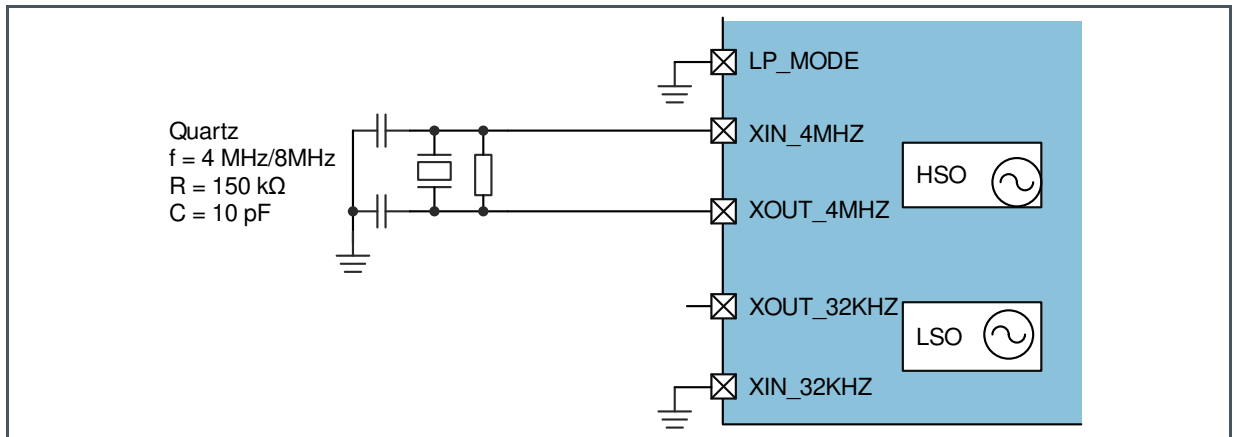 LP_MODE
Quartz
f = 4 MHz/8MHz
R = 150 kΩ
C = 10 pF
XIN_4MHZ
HSO
XOUT_4MHZ
XOUT_32KHZ
LSO
XIN_32KHZ